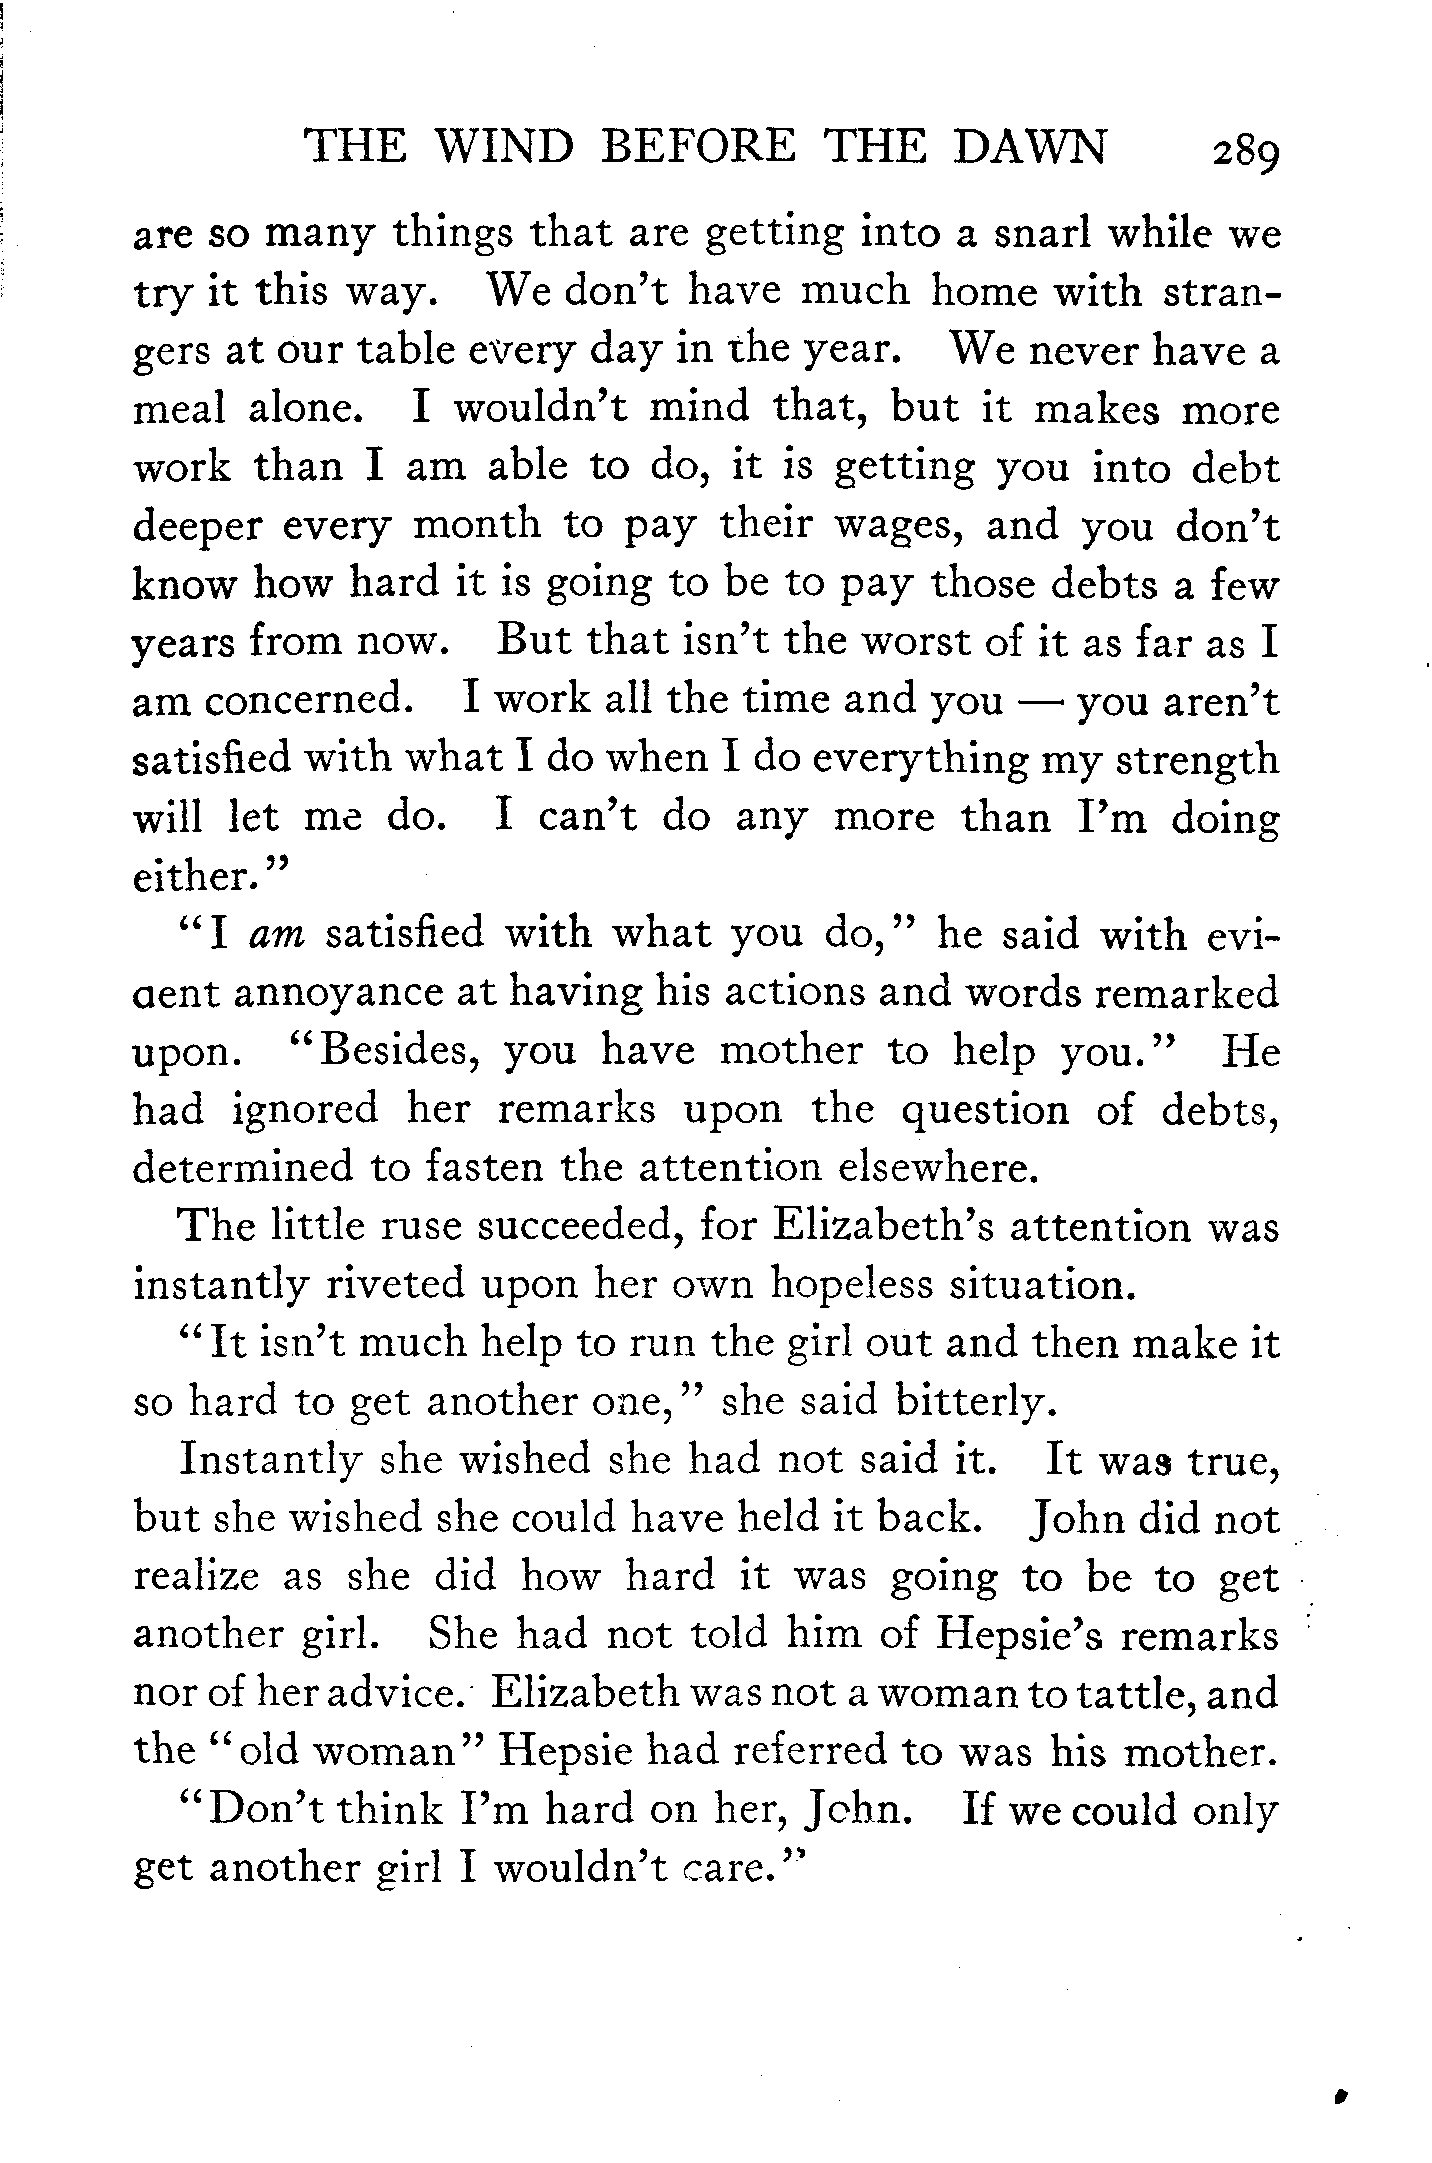 THE WIND BEFORE THE DAWN 289
are so many things that are getting into a snarl while we
try it this way. We don't have much home with stran-
gers at our table every day in the year. We never have a
meal alone. I wouldn't mind that, but it makes more
work than I am able to do, it is getting you into debt
deeper every month to pay their wages, and you don't
know how hard it is going to be to pay those debts a few
years from now. But that isn't the worst of it as far as I
am concerned. I work all the time and you — you aren't
satisfied with what I do when I do everything my strength
will let me do. I can't do any more than I'm doing
either."
"I am satisfied with what you do," he said with evi-
dent annoyance at having his actions and words remarked
upon. "Besides, you have mother to help you." He
had ignored her remarks upon the question of debts,
determined to fasten the attention elsewhere.
The little ruse succeeded, for Elizabeth's attention was
instantly riveted upon her own hopeless situation.
"It isn't much help to run the girl out and then make it
so hard to get another one," she said bitterly.
Instantly she wished she had not said it. It was true,
but she wished she could have held it back. John did not
realize as she did how hard it was going to be to get
another girl. She had not told him of Hepsie's remarks
nor of her advice. Elizabeth was not a woman to tattle, and
the "old woman" Hepsie had referred to was his mother.
"Don't think I'm hard on her, John. If we could only
get another girl I wouldn't care."